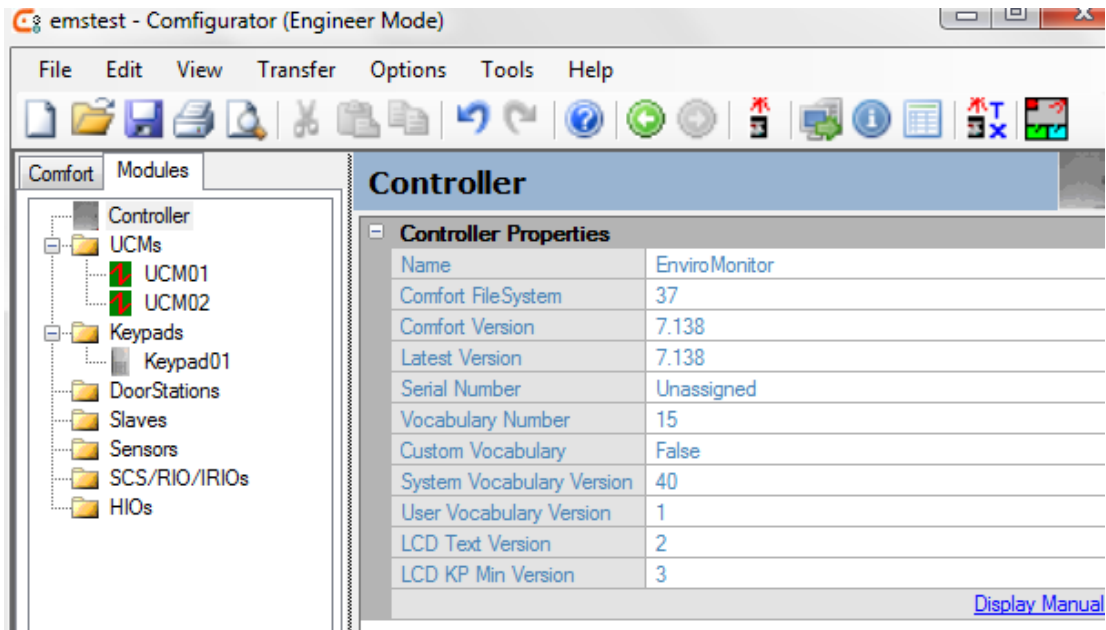 emstest - Comfigurator (Engineer Mode)
File Edit View Transfer Options Tools Help
Comfort Modules
Controller
UCMs
UCM01
UCM02
Keypads
Keypad01
DoorStations
Slaves
Sensors
SCS/RIO/IRIOs
HIOs
Controller
Controller Properties
Name EnviroMonitor
Comfort FileSystem 37
Comfort Version 7.138
Latest Version 7.138
Serial Number Unassigned
Vocabulary Number 15
Custom Vocabulary False
System Vocabulary Version 40
User Vocabulary Version 1
LCD Text Version 2
LCD KP Min Version 3
Display Manual